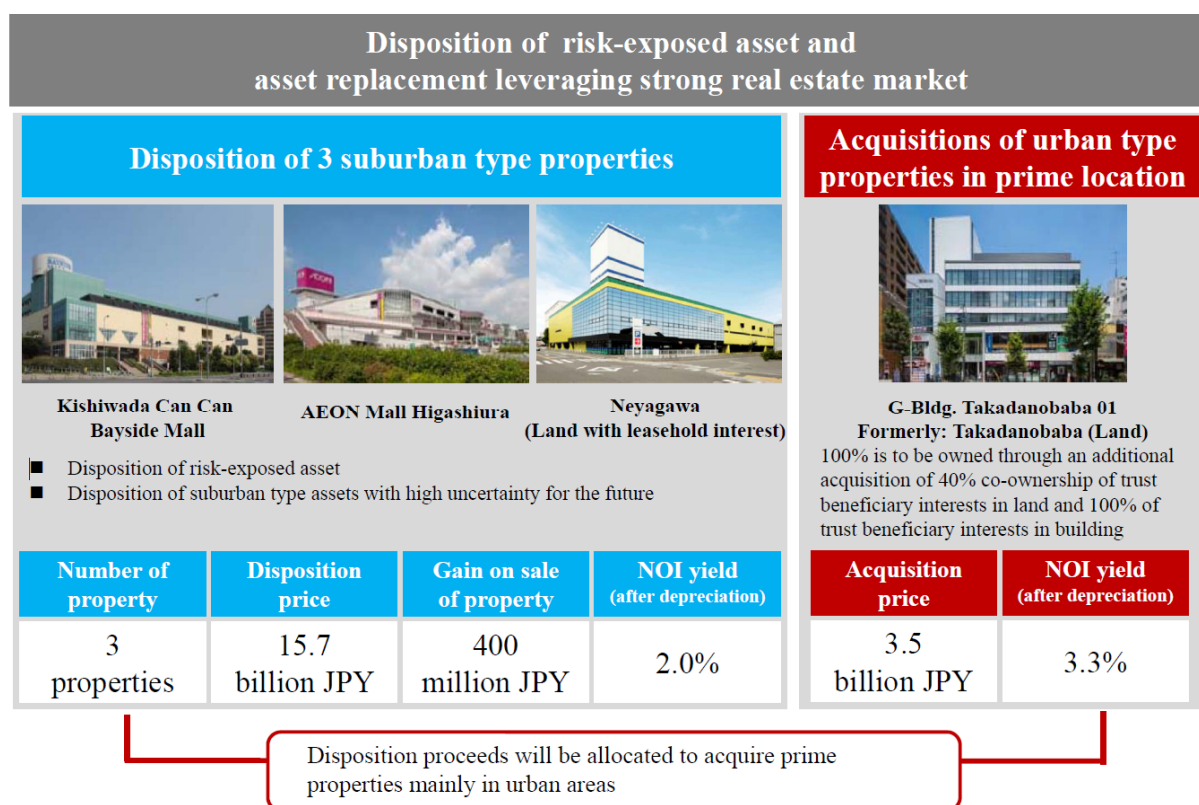 Disposition of risk-exposed asset and
asset replacement leveraging strong real estate market
Disposition of 3 suburban type properties
Kishiwada Can Can
Bayside Mall
AEON Mall Higashiura
Neyagawa
(Land with leasehold interest)
■ Disposition of risk-exposed asset
■ Disposition of suburban type assets with high uncertainty for the future
Number of
property
Disposition
price
Gain on sale
of property
NOI yield
(after depreciation)
3
properties
15.7
billion JPY
400
million JPY
2.0%
Acquisitions of urban type
properties in prime location
G-Bldg. Takadanobaba 01
Formerly: Takadanobaba (Land)
100% is to be owned through an additional
acquisition of 40% co-ownership of trust
beneficiary interests in land and 100% of
trust beneficiary interests in building
Acquisition
price
NOI yield
(after depreciation)
3.5
billion JPY
3.3%
Disposition proceeds will be allocated to acquire prime
properties mainly in urban areas